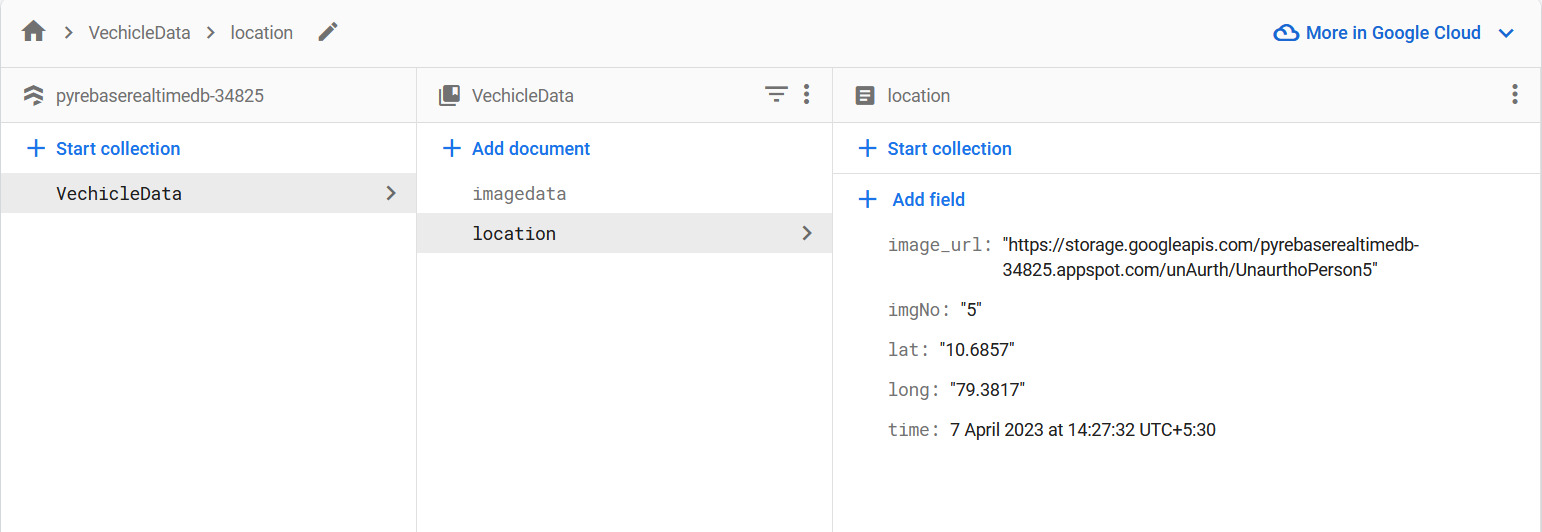 VechicleData location
More in Google Cloud
pyrebaserealtimedb-34825
VechicleData
location
Start collection
Add document
Start collection
VechicleData
imagedata
location
Add field
image_url: "https://storage.googleapis.com/pyrebaserealtimedb-
34825.appspot.com/unAurth/UnaurthoPerson5"
imgNo: "5"
lat: "10.6857"
long: "79.3817"
time: 7 April 2023 at 14:27:32 UTC+5:30